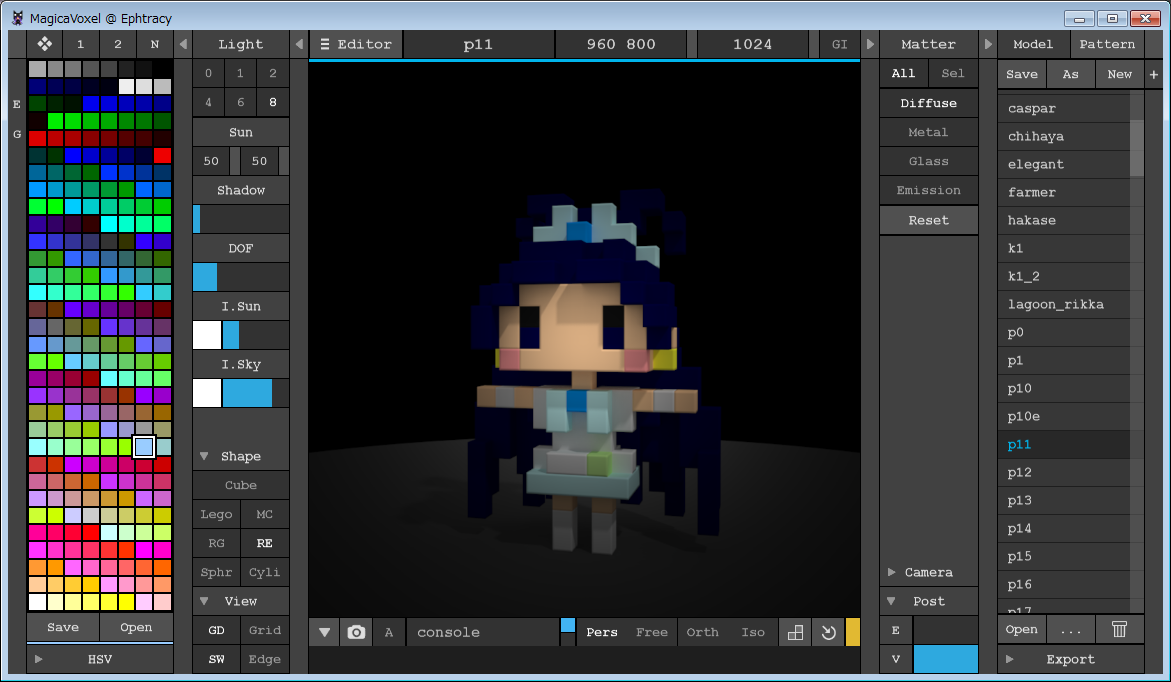 MagicaVoxel @ Ephtracy
1 2 N
Light
Editor
p11
960 800
1024
GI
Matter
Model
Pattern
E
G
0 1 2
4 6 8
Sun
50 50
Shadow
DOF
I.Sun
I.Sky
Shape
Cube
Lego MC
RG RE
Sphr Cyli
View
GD Grid
SW Edge
Save Open
HSV
A
console
Pers Free Orth Iso
All Sel
Diffuse
Metal
Glass
Emission
Reset
Camera
Post
E
V
Save As New +
caspar
chihaya
elegant
farmer
hakase
k1
k1_2
lagoon_rikka
p0
p1
p10
p10e
p11
p12
p13
p14
p15
p16
p17
Open ...
Export